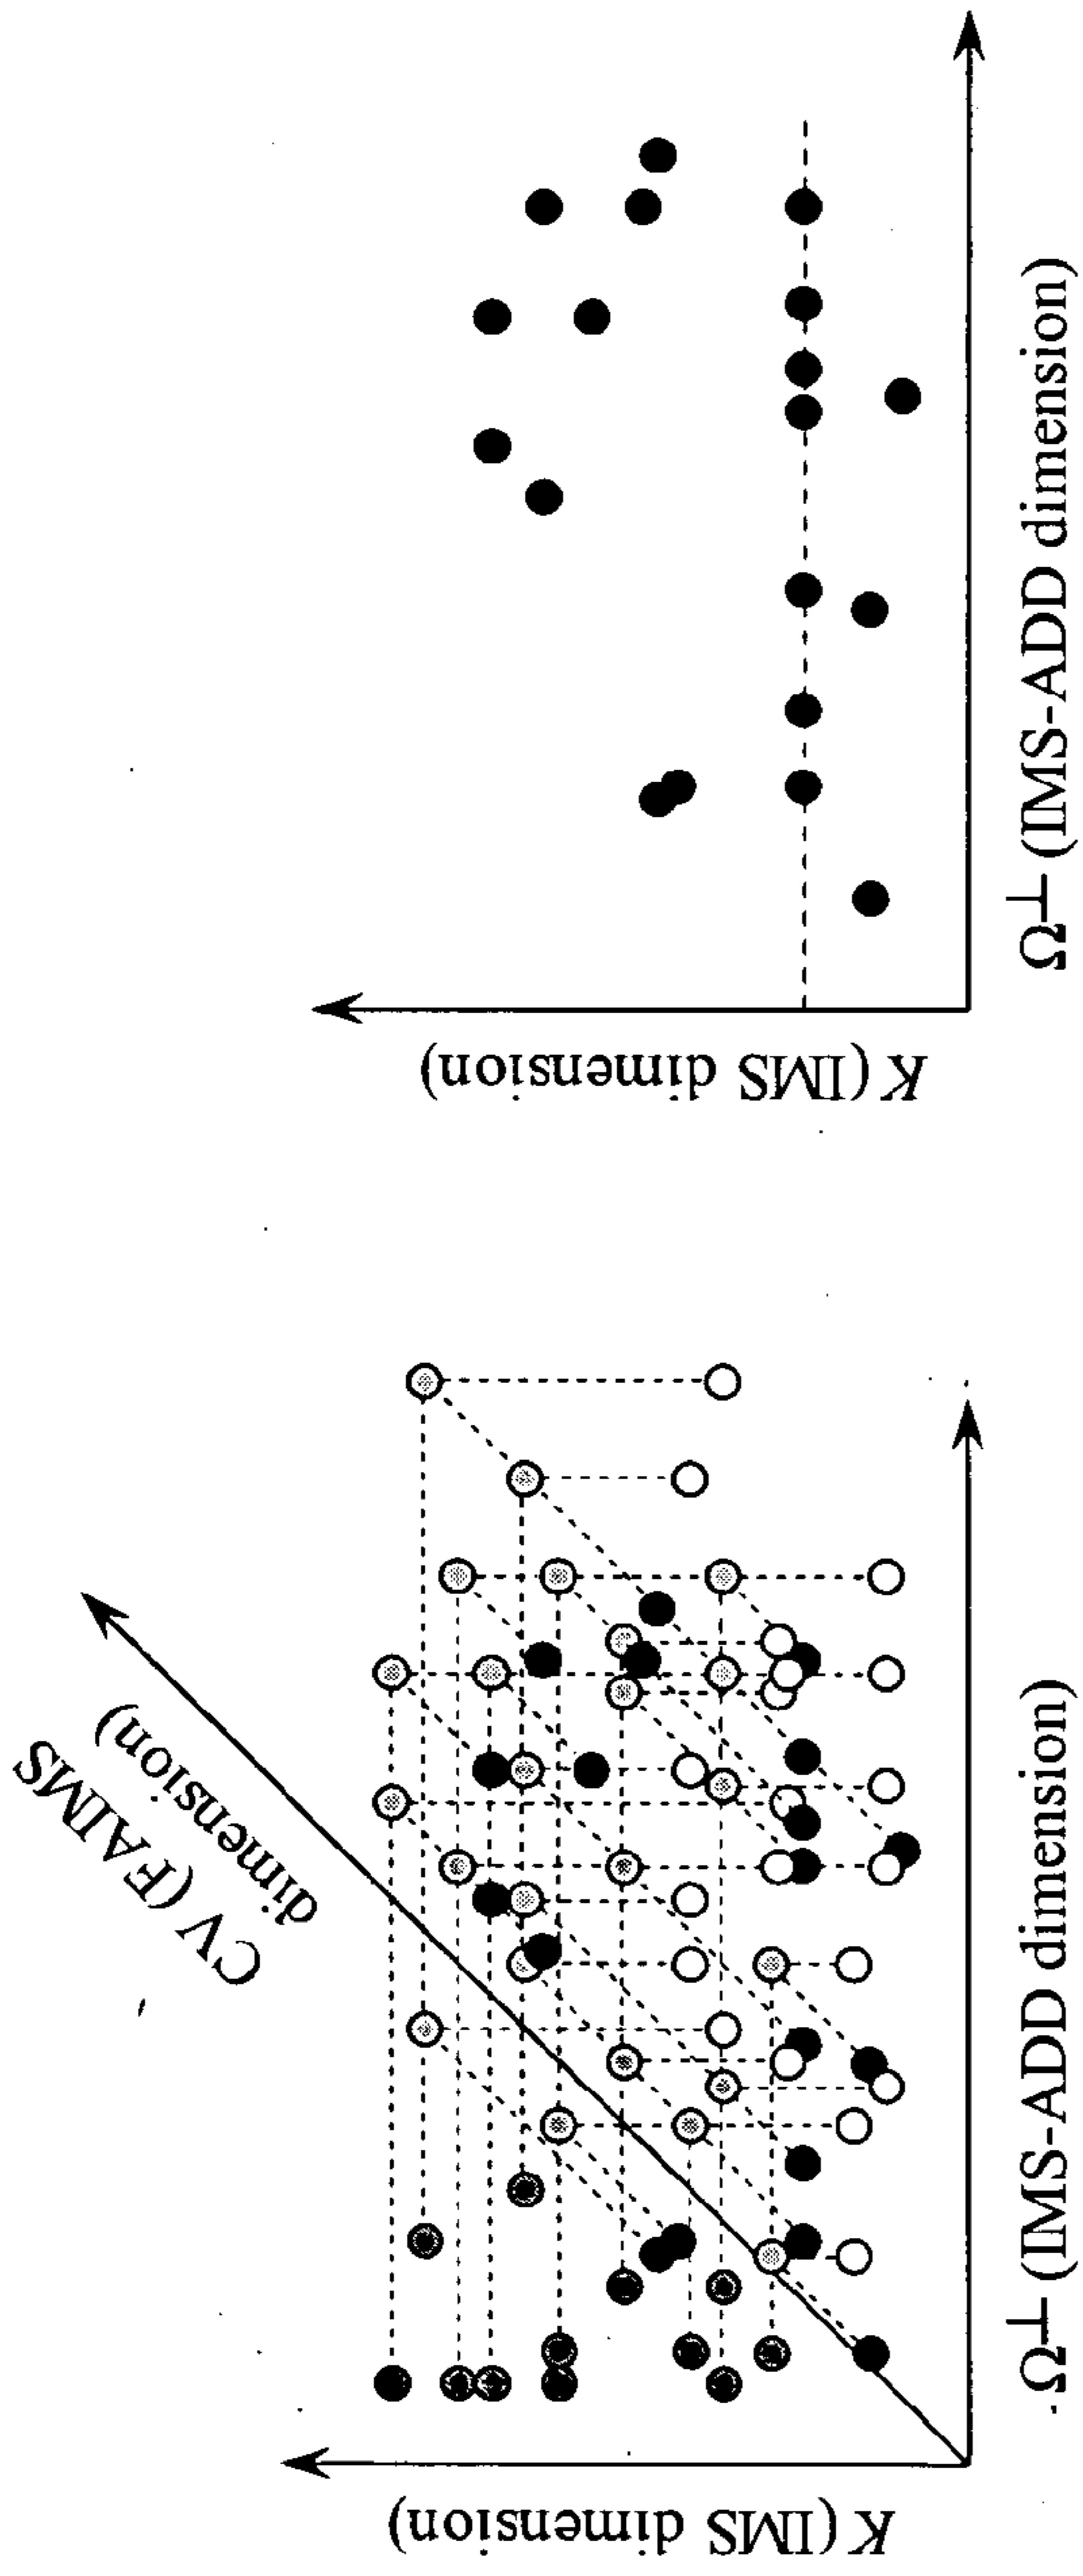 K (IMS dimension)
CV (FAIMS
dimension)
Ω⊥ (IMS-ADD dimension)
K (IMS dimension)
Ω⊥ (IMS-ADD dimension)